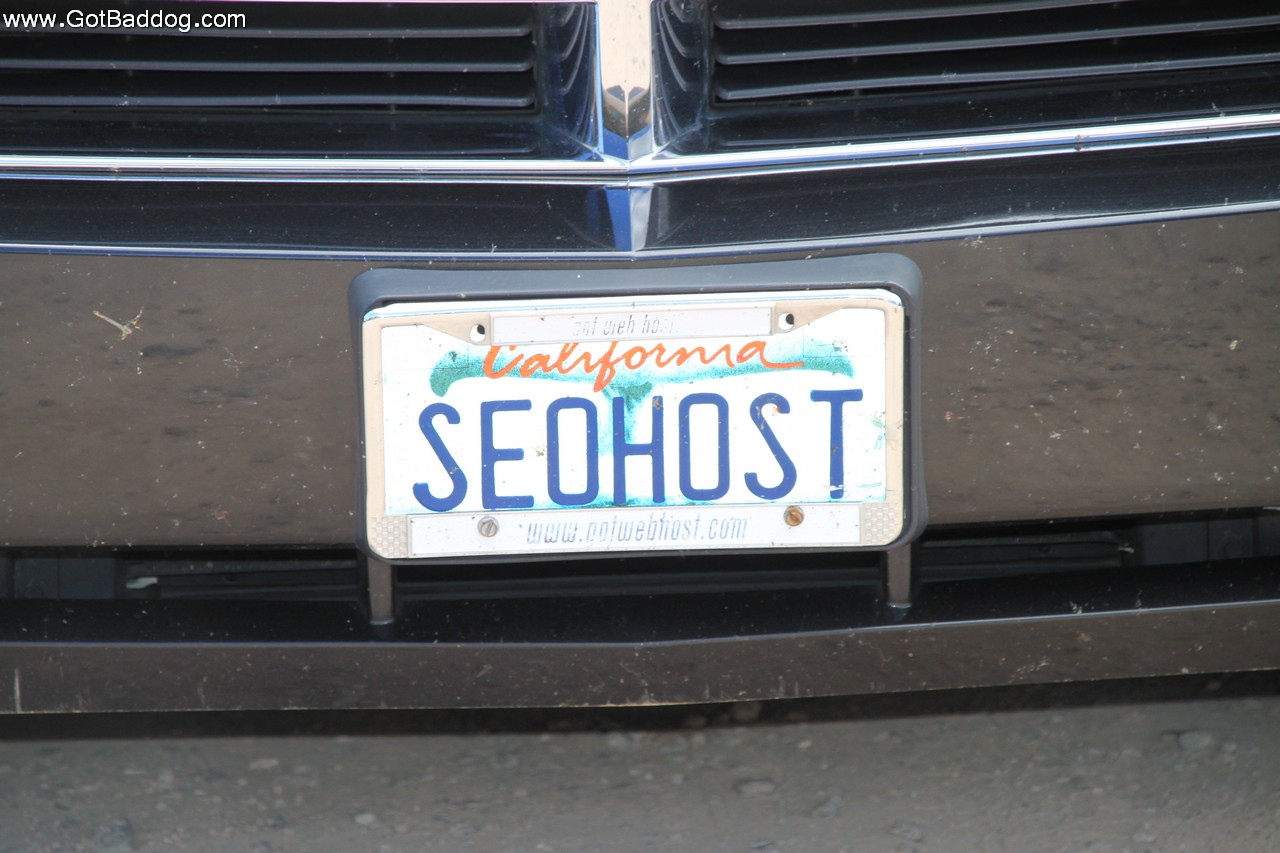 www.GotBaddog.com
got web host
California
SEOHOST
www.gotwebhost.com